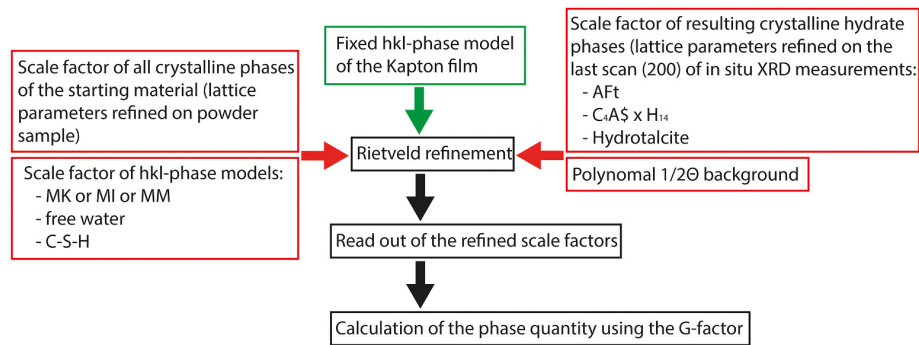 Fixed hkl-phase model
of the Kapton film
Scale factor of all crystalline phases
of the starting material (lattice
parameters refined on powder
sample)
Scale factor of hkl-phase models:
- MK or MI or MM
- free water
- C-S-H
Scale factor of resulting crystalline hydrate
phases (lattice parameters refined on the
last scan (200) of in situ XRD measurements:
- AFt
- C₄A$ x H₁₄
- Hydrotalcite
Polynomal 1/2Θ background
Rietveld refinement
Read out of the refined scale factors
Calculation of the phase quantity using the G-factor